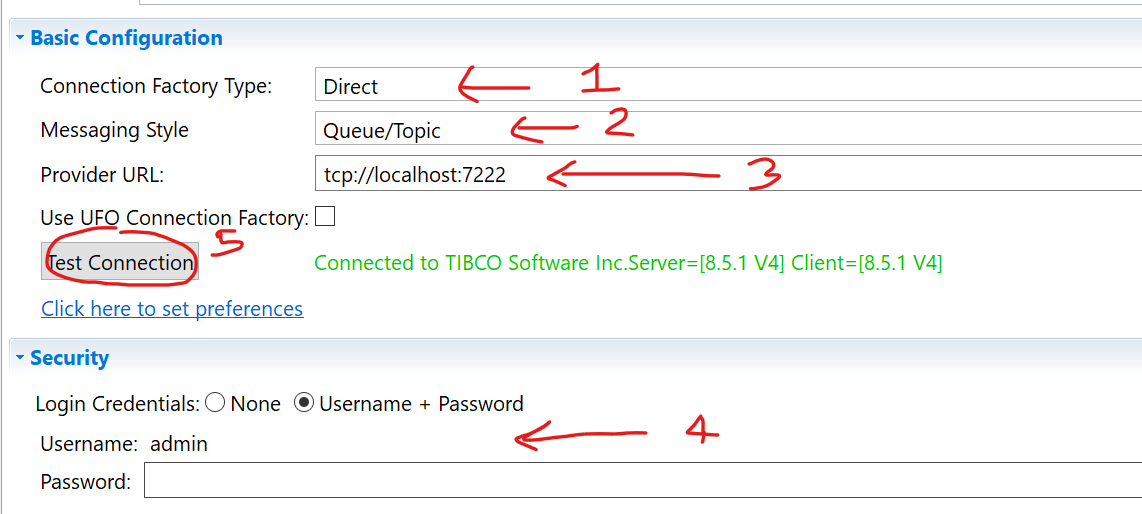 Basic Configuration
Connection Factory Type: Direct 1
Messaging Style Queue/Topic 2
Provider URL: tcp://localhost:7222 3
Use UFO Connection Factory:
5
Test Connection Connected to TIBCO Software Inc.Server=[8.5.1 V4] Client=[8.5.1 V4]
Click here to set preferences
Security
Login Credentials: None Username + Password
Username: admin 4
Password: